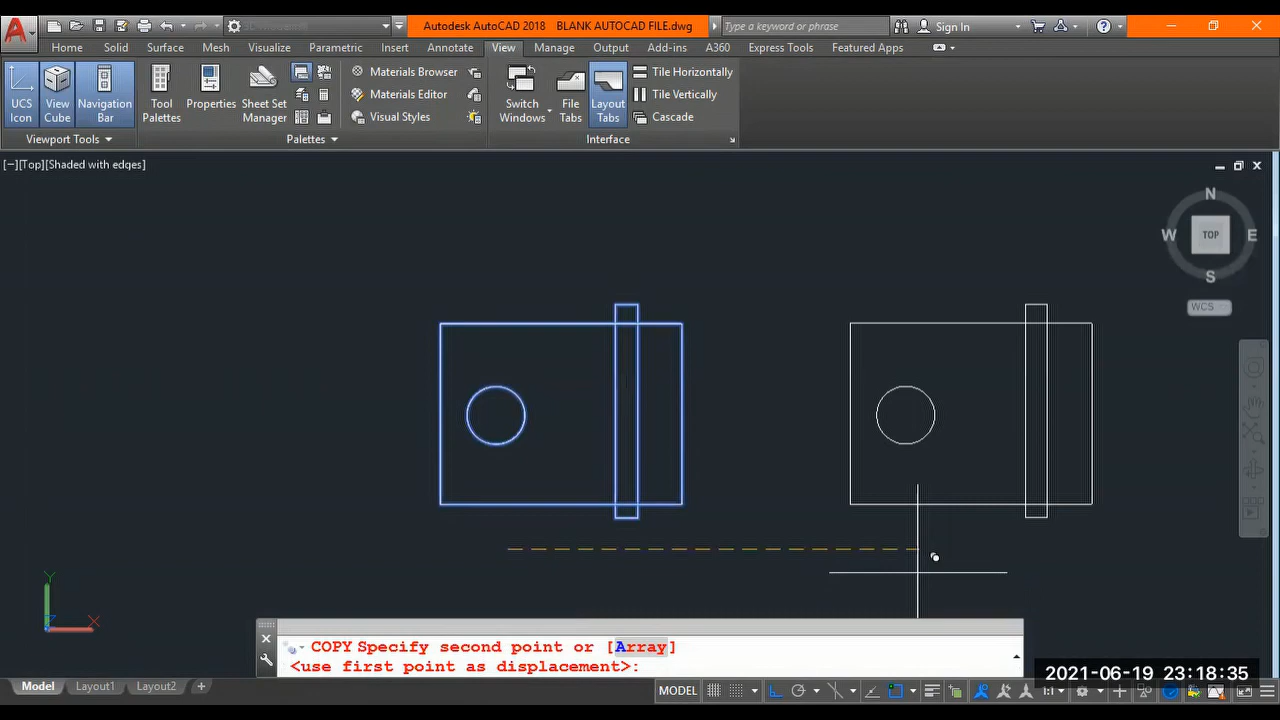 Autodesk AutoCAD 2018 BLANK AUTOCAD FILE.dwg
Type a keyword or phrase
Sign In
Home Solid Surface Mesh Visualize Parametric Insert Annotate View Manage Output Add-ins A360 Express Tools Featured Apps
UCS Icon
View Cube
Navigation Bar
Tool Palettes
Properties
Sheet Set Manager
Materials Browser
Materials Editor
Visual Styles
Switch Windows
File Tabs
Layout Tabs
Tile Horizontally
Tile Vertically
Cascade
Viewport Tools
Palettes
Interface
[−][Top][Shaded with edges]
N
W
TOP
E
S
WCS
Y
X
COPY Specify second point or [Array]
<use first point as displacement>:
2021-06-19 23:18:35
Model Layout1 Layout2 +
MODEL
1:1